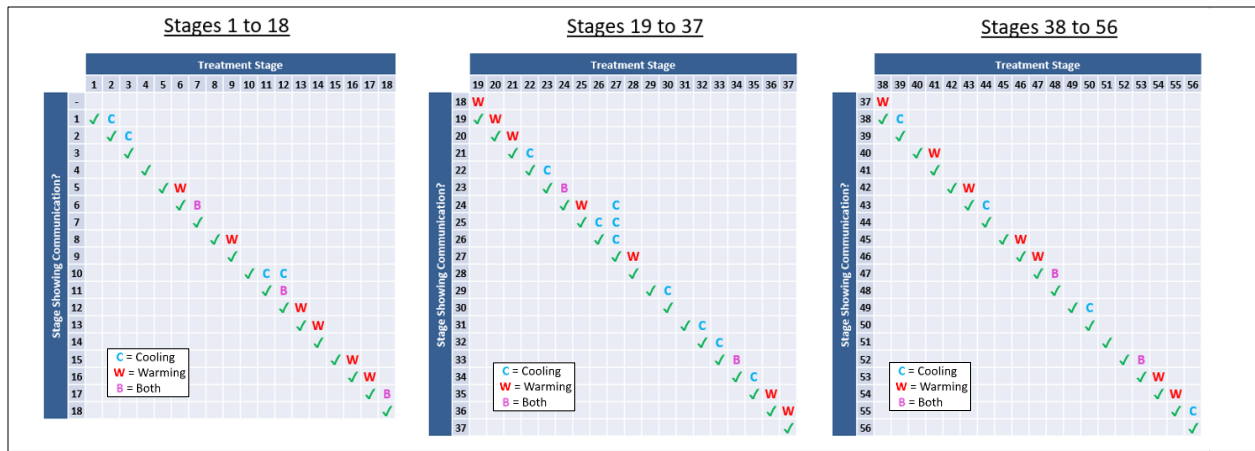 Stages 1 to 18
Treatment Stage
1 2 3 4 5 6 7 8 9 10 11 12 13 14 15 16 17 18
Stage Showing Communication?
-
1 ✓ C
2 ✓ C
3 ✓
4 ✓
5 ✓ W
6 ✓ B
7 ✓
8 ✓ W
9 ✓
10 ✓ C C
11 ✓ B
12 ✓ W
13 ✓ W
14 ✓
15 ✓ W
16 ✓ W
17 ✓ B
18 ✓
C = Cooling
W = Warming
B = Both
Stages 19 to 37
Treatment Stage
19 20 21 22 23 24 25 26 27 28 29 30 31 32 33 34 35 36 37
Stage Showing Communication?
18 W
19 ✓ W
20 ✓ W
21 ✓ C
22 ✓ C
23 ✓ B
24 ✓ W C
25 ✓ C C
26 ✓ C
27 ✓ W
28 ✓
29 ✓ C
30 ✓
31 ✓ C
32 ✓ C
33 ✓ B
34 ✓ C
35 ✓ W
36 ✓ W
37 ✓
C = Cooling
W = Warming
B = Both
Stages 38 to 56
Treatment Stage
38 39 40 41 42 43 44 45 46 47 48 49 50 51 52 53 54 55 56
Stage Showing Communication?
37 W
38 ✓ C
39 ✓
40 ✓ W
41 ✓
42 ✓ W
43 ✓ C
44 ✓
45 ✓ W
46 ✓ W
47 ✓ B
48 ✓
49 ✓ C
50 ✓
51 ✓
52 ✓ B
53 ✓ W
54 ✓ W
55 ✓ C
56 ✓
C = Cooling
W = Warming
B = Both